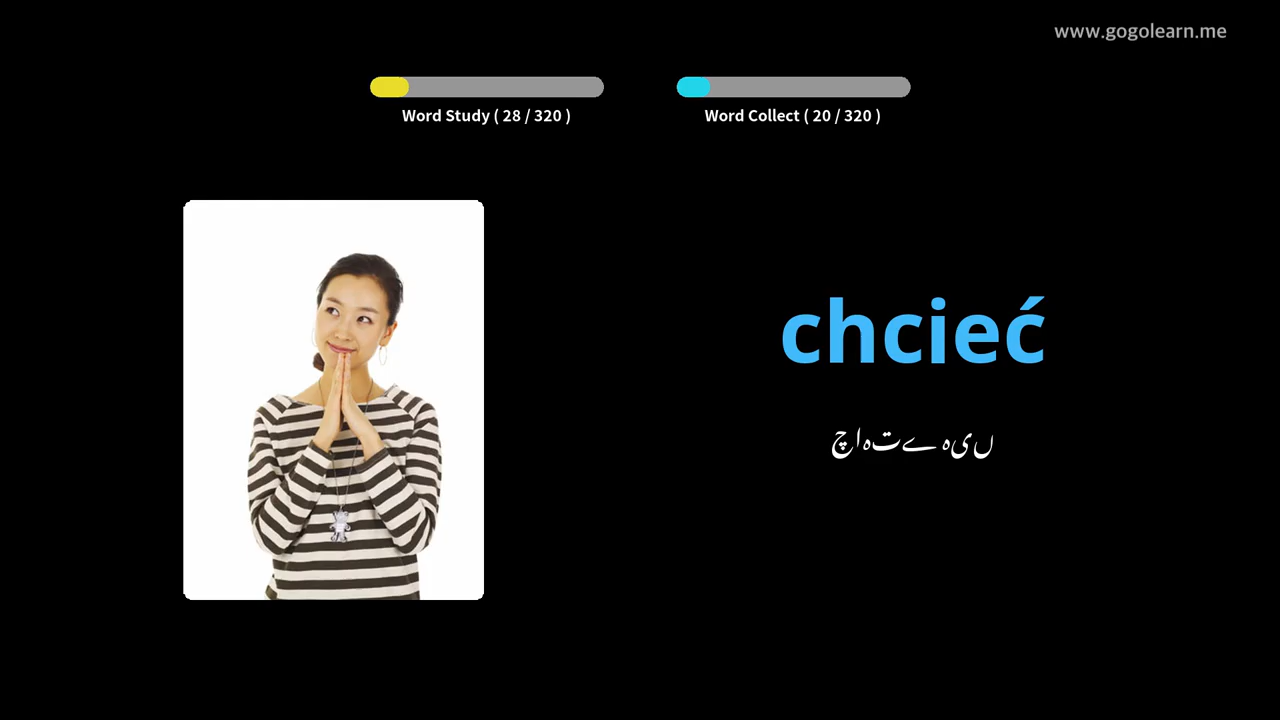 www.gogolearn.me
Word Study ( 28 / 320 )
Word Collect ( 20 / 320 )
chcieć
چاہتے ہیں